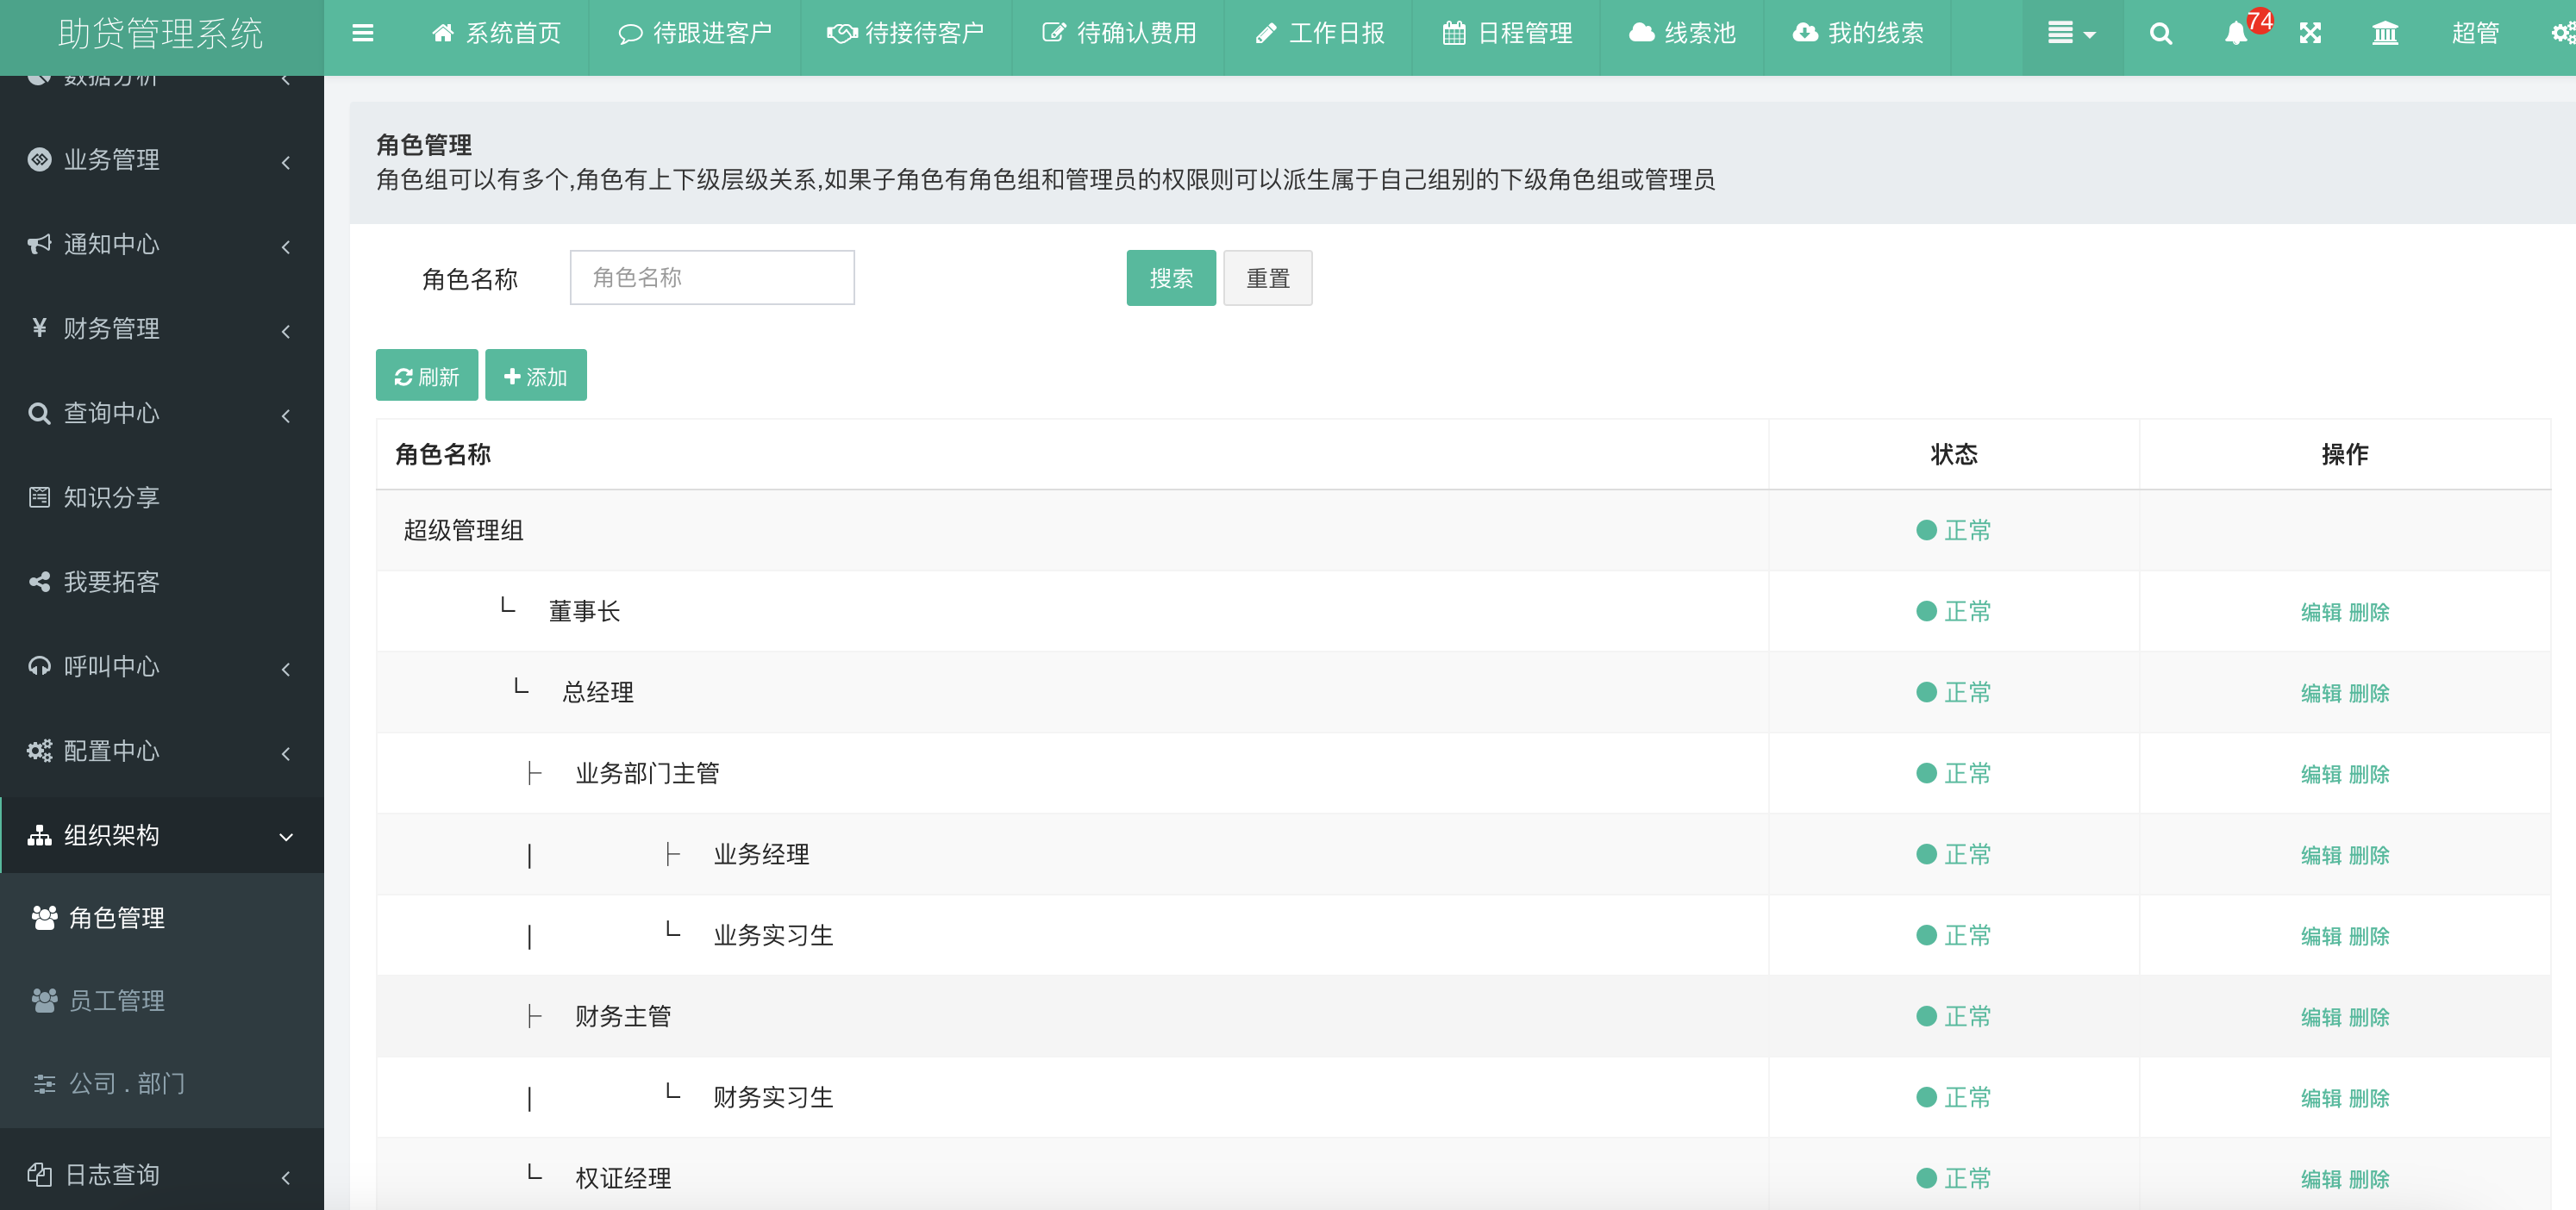 助贷管理系统
系统首页
待跟进客户
待接待客户
待确认费用
工作日报
日程管理
线索池
我的线索
74
超管
数据分析
业务管理
通知中心
¥ 财务管理
查询中心
知识分享
我要拓客
呼叫中心
配置中心
组织架构
角色管理
员工管理
公司 . 部门
日志查询
角色管理
角色组可以有多个,角色有上下级层级关系,如果子角色有角色组和管理员的权限则可以派生属于自己组别的下级角色组或管理员
角色名称 角色名称 搜索 重置
刷新 添加
角色名称 状态 操作
超级管理组 正常
└ 董事长 正常 编辑 删除
└ 总经理 正常 编辑 删除
├ 业务部门主管 正常 编辑 删除
| ├ 业务经理 正常 编辑 删除
| └ 业务实习生 正常 编辑 删除
├ 财务主管 正常 编辑 删除
| └ 财务实习生 正常 编辑 删除
└ 权证经理 正常 编辑 删除